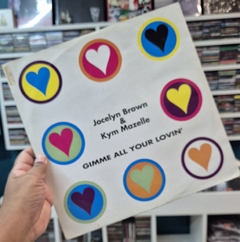 Jocelyn Brown
&
Kym Mazelle
GIMME ALL YOUR LOVIN'